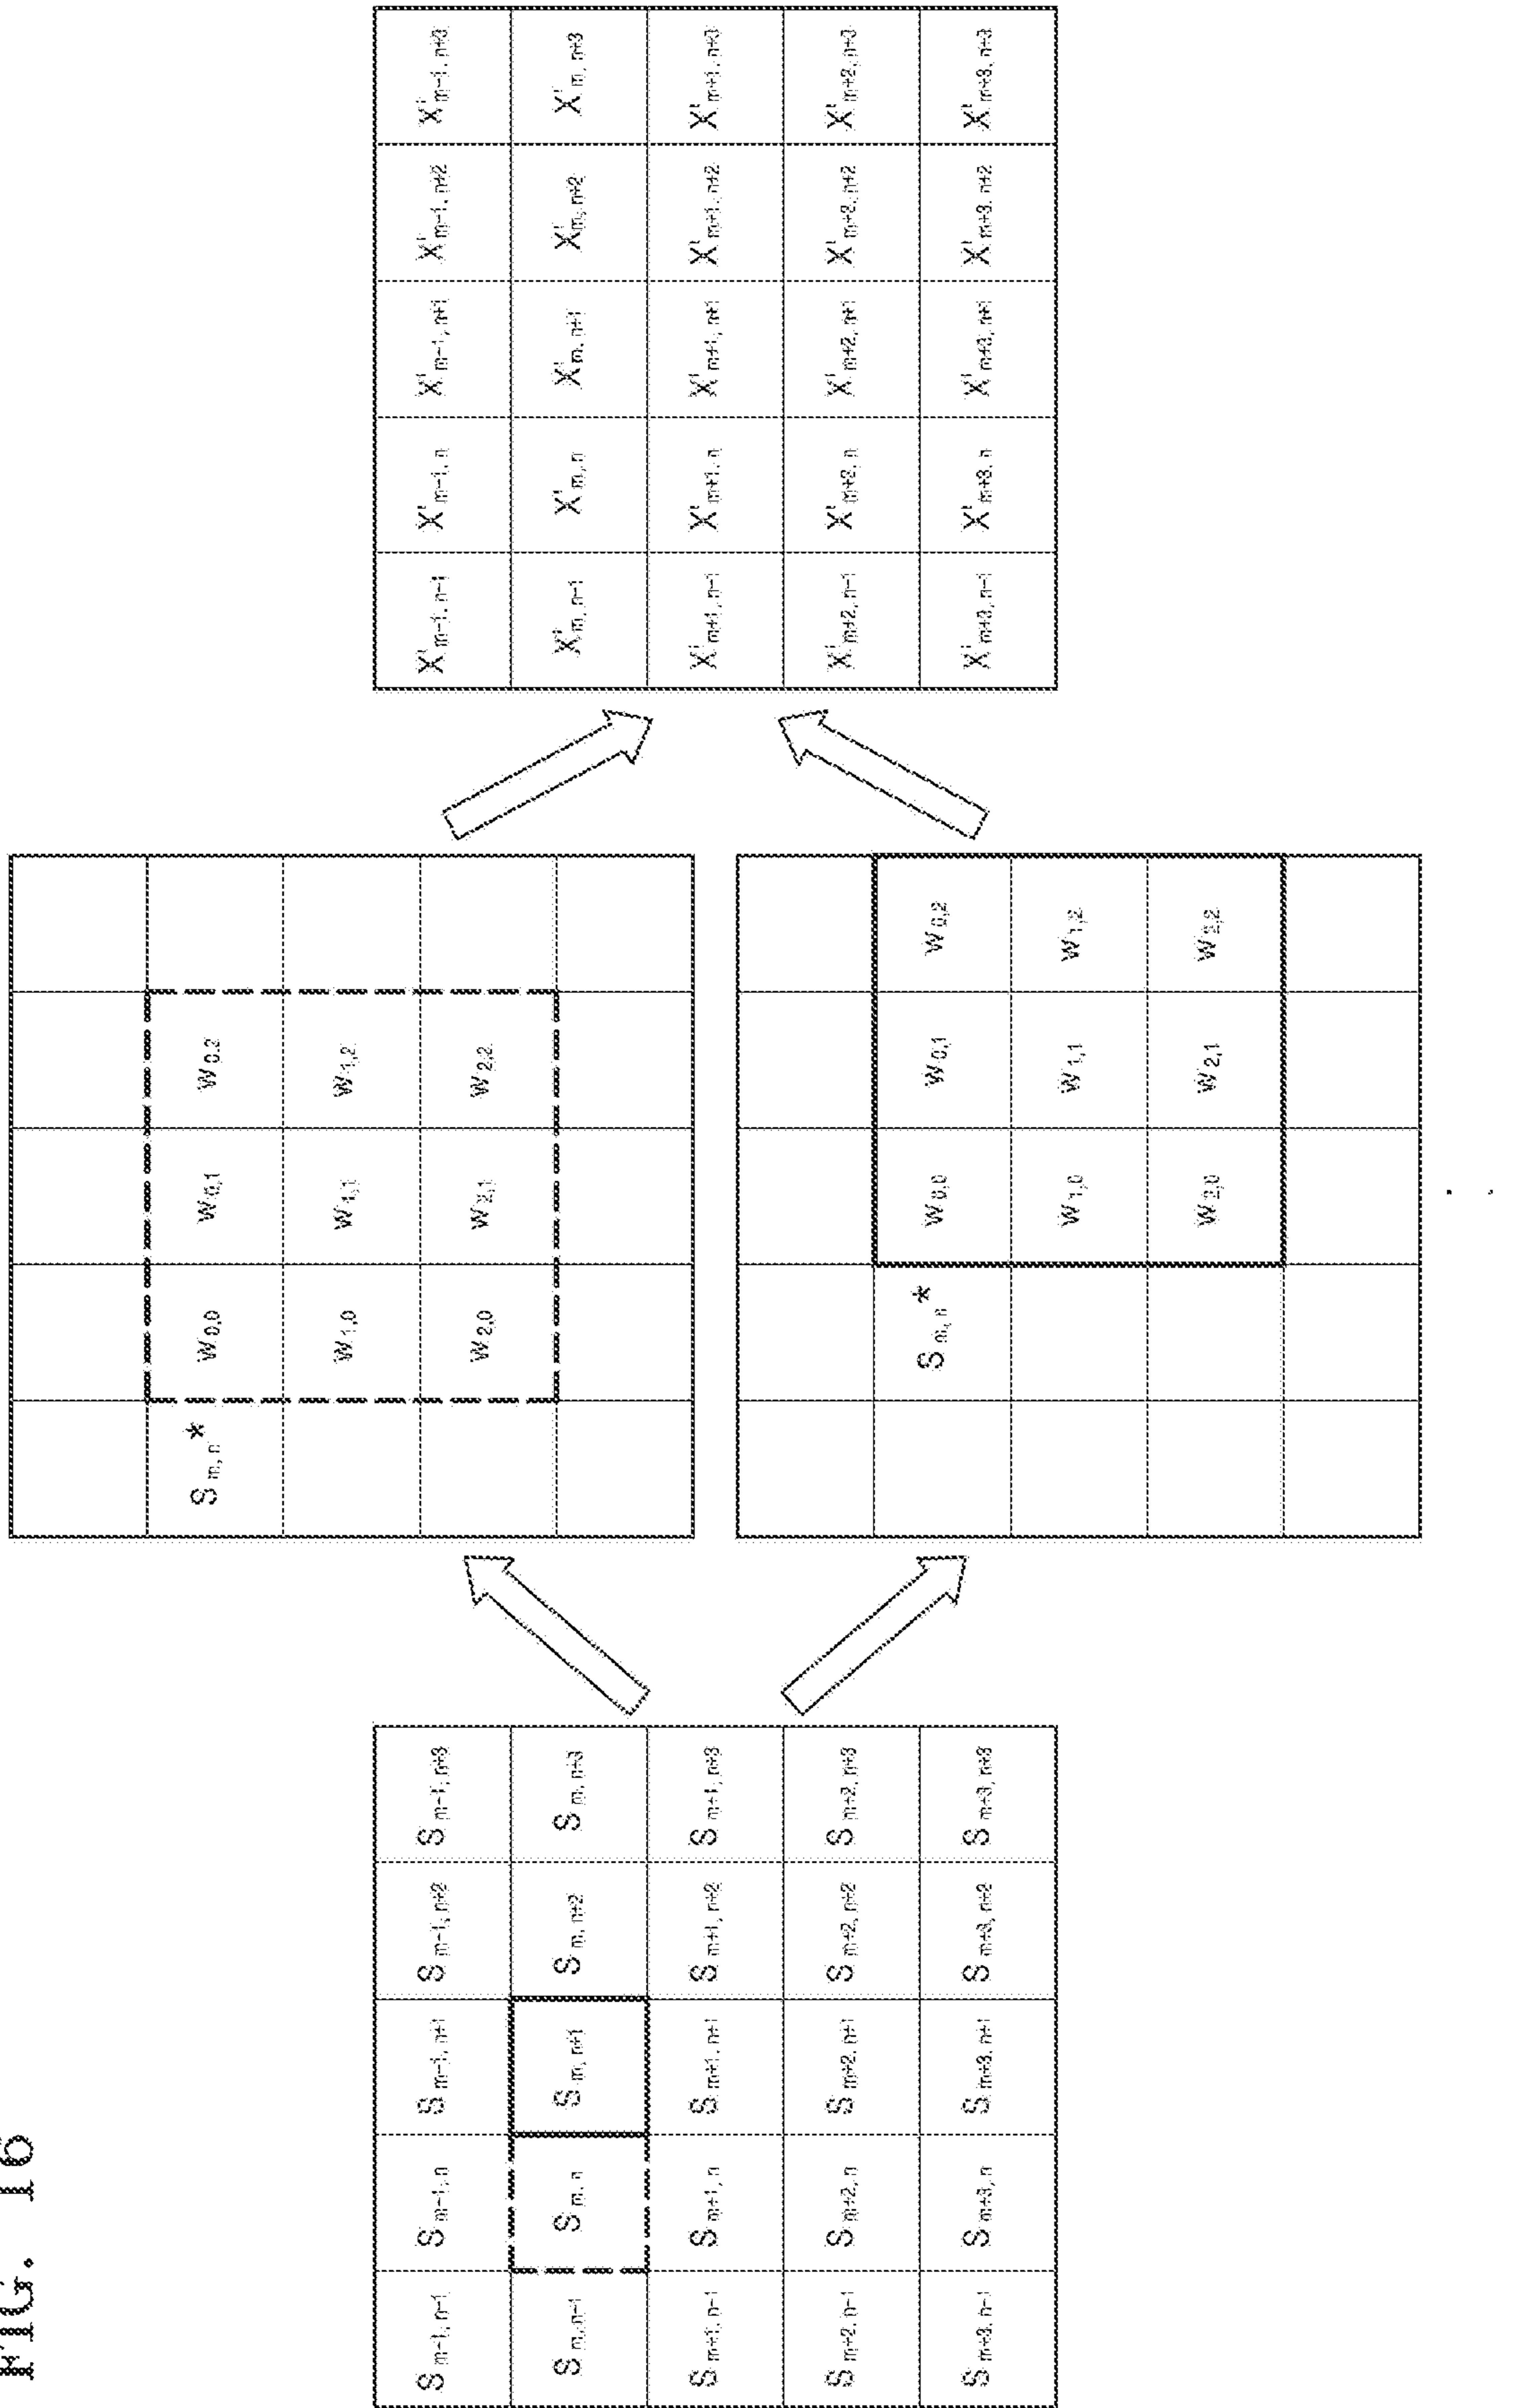 FIG. 16
S m-1, n-1 S m-1, n S m-1, n+1 S m-1, n+2 S m-1, n+3
S m, n-1 S m, n S m, n+1 S m, n+2 S m, n+3
S m+1, n-1 S m+1, n S m+1, n+1 S m+1, n+2 S m+1, n+3
S m+2, n-1 S m+2, n S m+2, n+1 S m+2, n+2 S m+2, n+3
S m+3, n-1 S m+3, n S m+3, n+1 S m+3, n+2 S m+3, n+3
S m, n * w 0,0 w 0,1 w 0,2
w 1,0 w 1,1 w 1,2
w 2,0 w 2,1 w 2,2
S m, n * w 0,0 w 0,1 w 0,2
w 1,0 w 1,1 w 1,2
w 2,0 w 2,1 w 2,2
X' m-1, n-1 X' m-1, n X' m-1, n+1 X' m-1, n+2 X' m-1, n+3
X' m, n-1 X' m, n X' m, n+1 X' m, n+2 X' m, n+3
X' m+1, n-1 X' m+1, n X' m+1, n+1 X' m+1, n+2 X' m+1, n+3
X' m+2, n-1 X' m+2, n X' m+2, n+1 X' m+2, n+2 X' m+2, n+3
X' m+3, n-1 X' m+3, n X' m+3, n+1 X' m+3, n+2 X' m+3, n+3